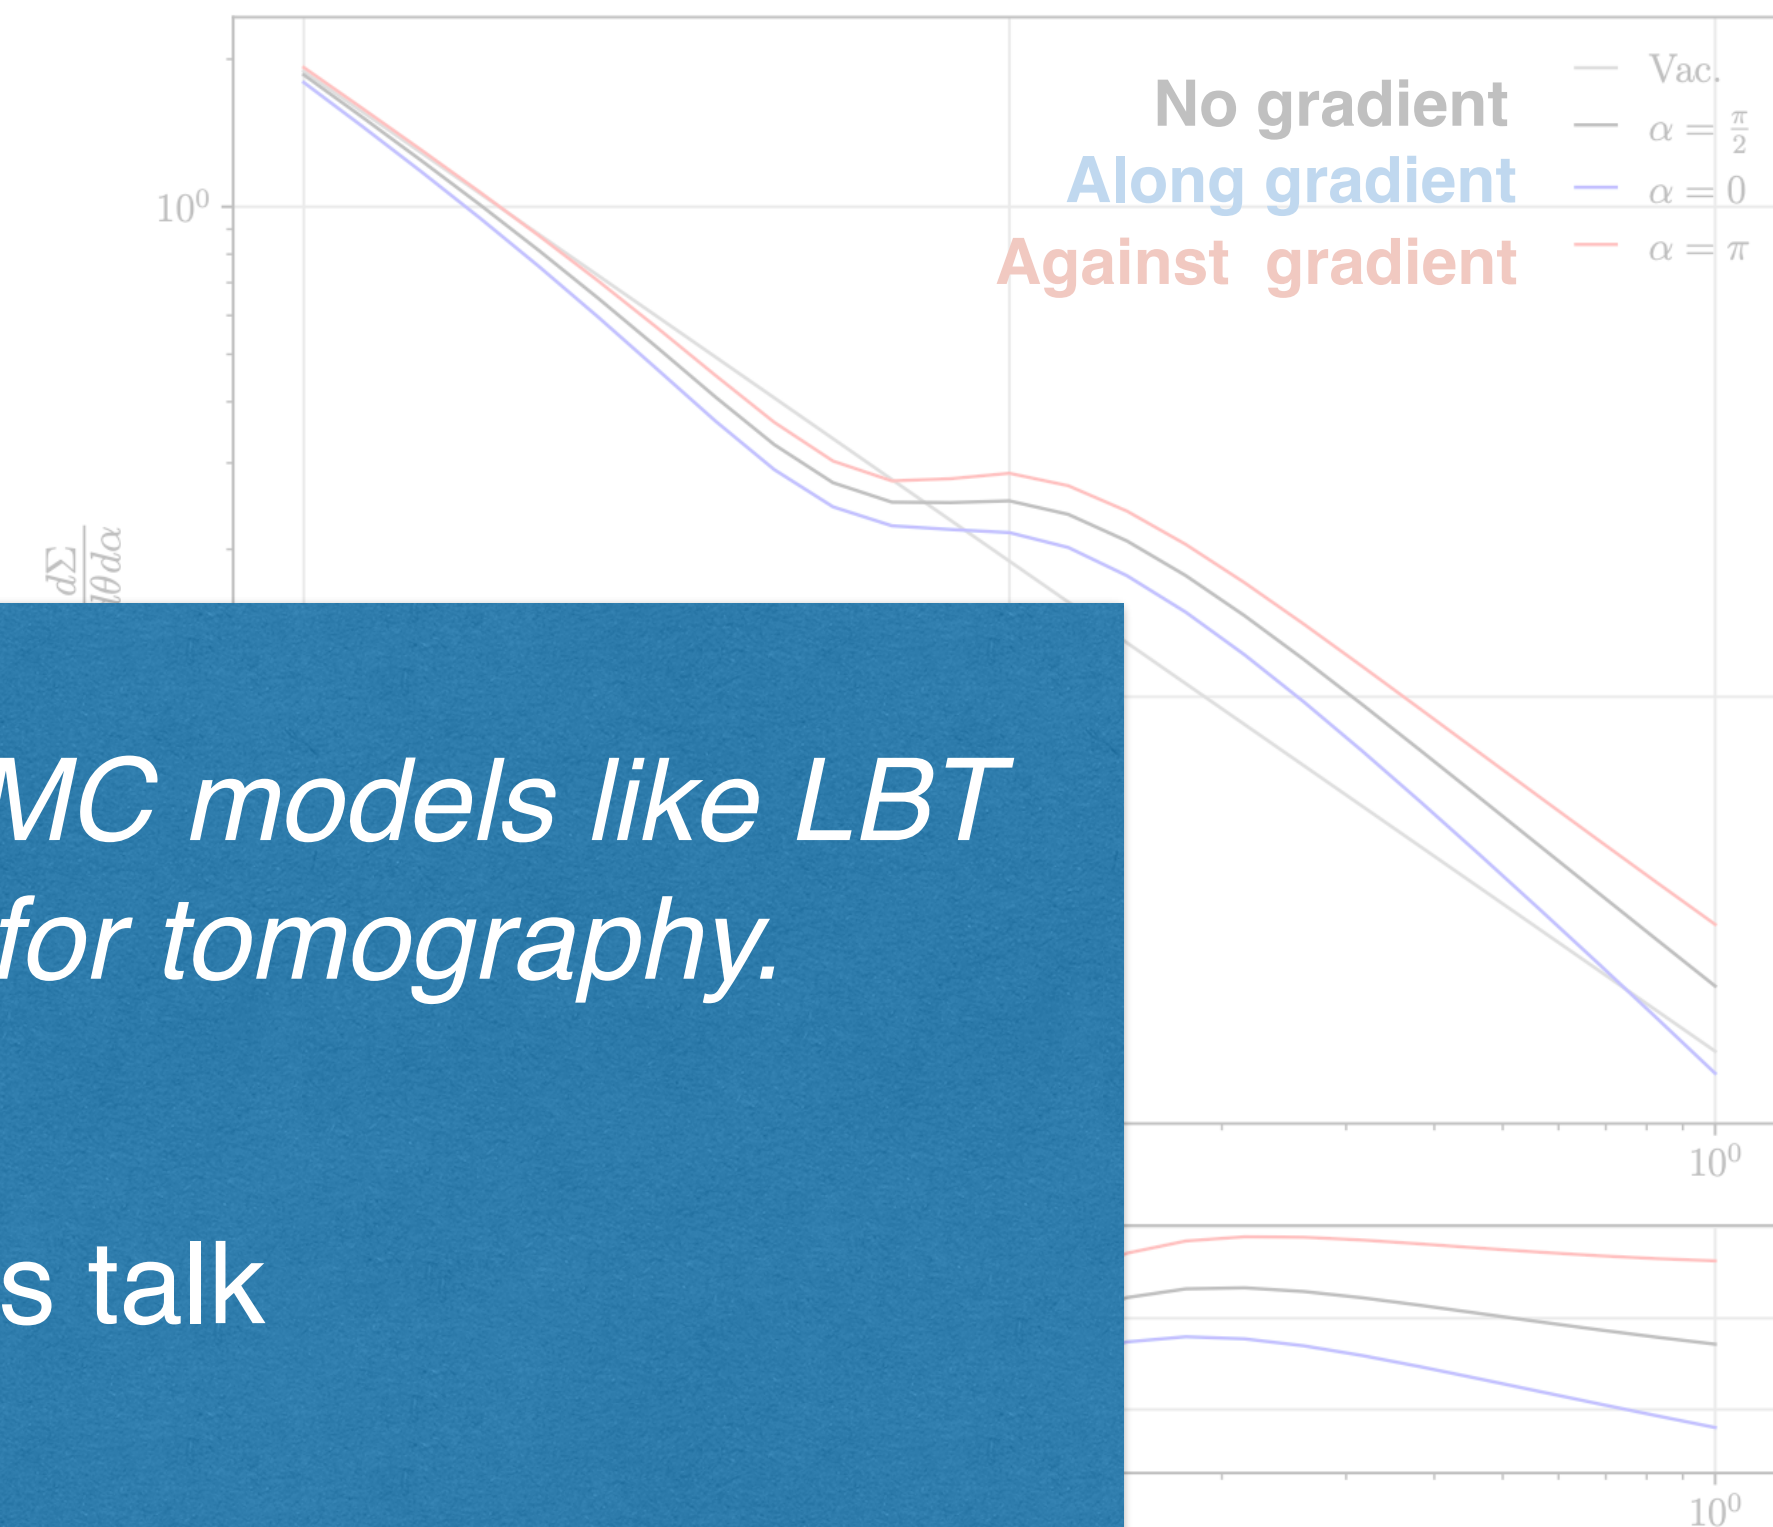 Vac.
No gradient
α = π/2
Along gradient
α = 0
10⁰
Against gradient
α = π
dΣ
dθdα
MC models like LBT
for tomography.
10⁰
s talk
10⁰